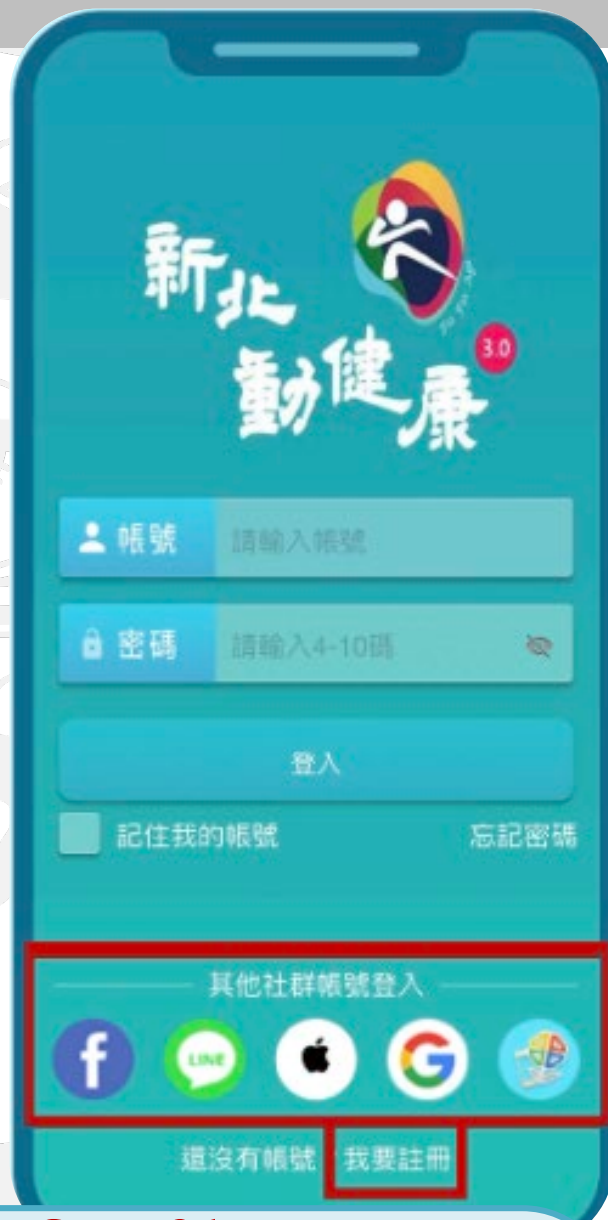 新北
動健康
3.0
帳號 請輸入帳號
密碼 請輸入4-10碼
登入
記住我的帳號 忘記密碼
其他社群帳號登入
f LINE G
還沒有帳號 我要註冊